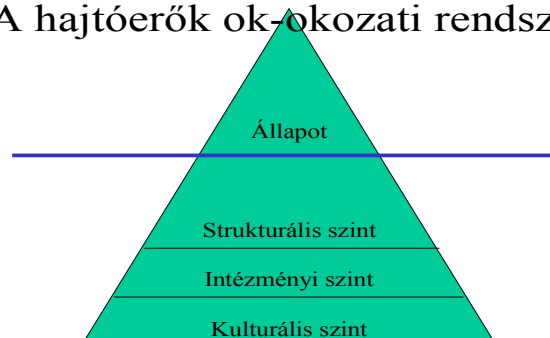 A hajtóerők ok-okozati rendsz
Állapot
Strukturális szint
Intézményi szint
Kulturális szint